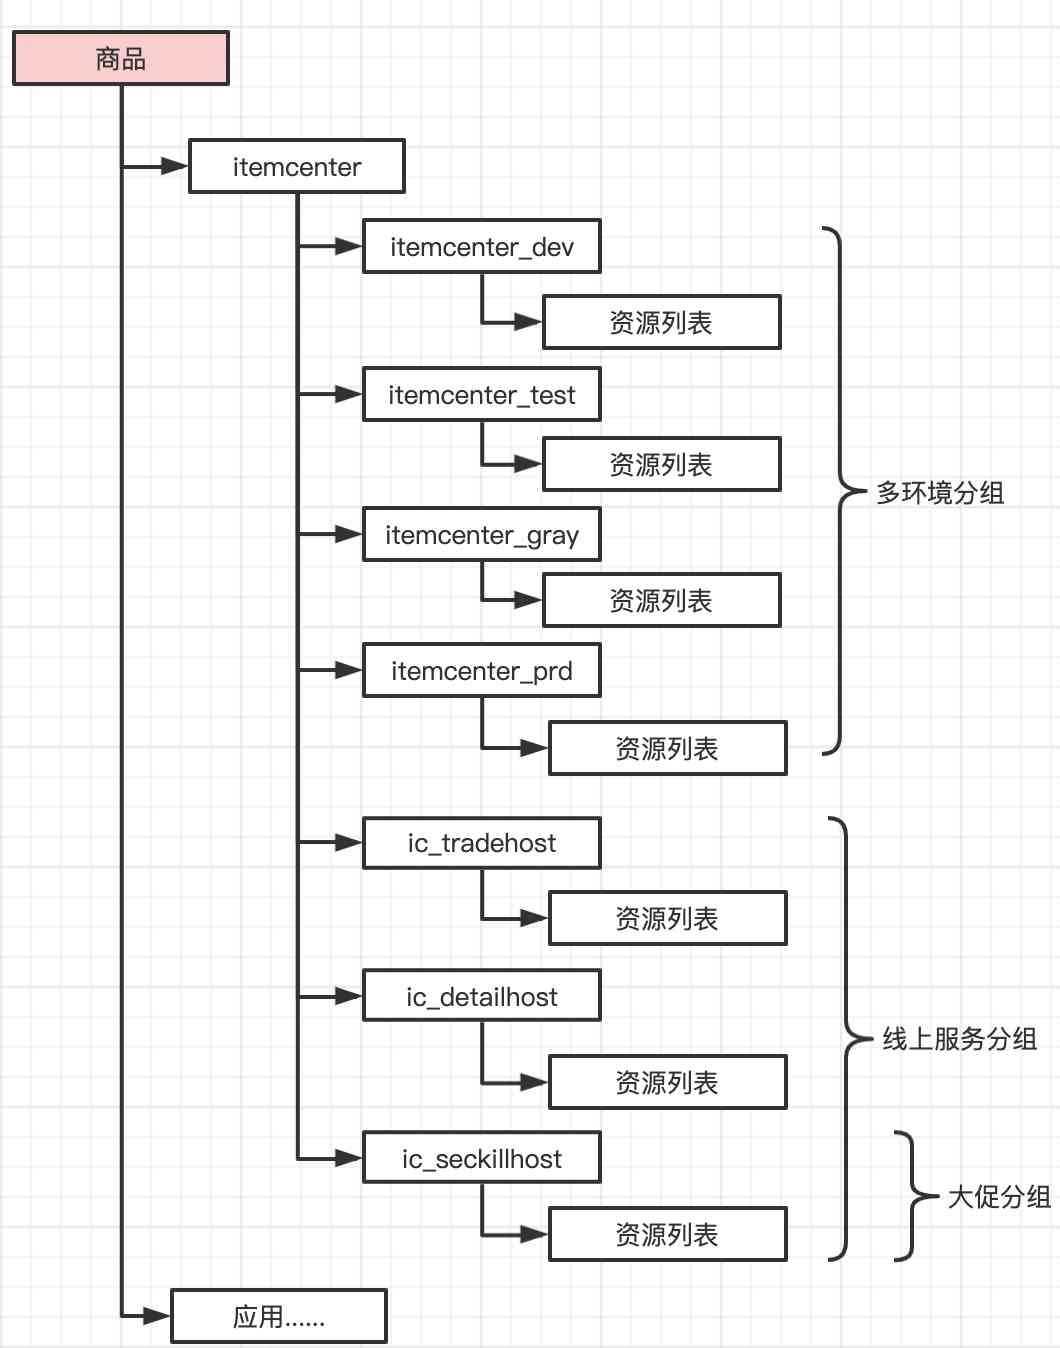 商品
itemcenter
itemcenter_dev
资源列表
itemcenter_test
资源列表
多环境分组
itemcenter_gray
资源列表
itemcenter_prd
资源列表
ic_tradehost
资源列表
ic_detailhost
线上服务分组
资源列表
ic_seckillhost
大促分组
资源列表
应用......